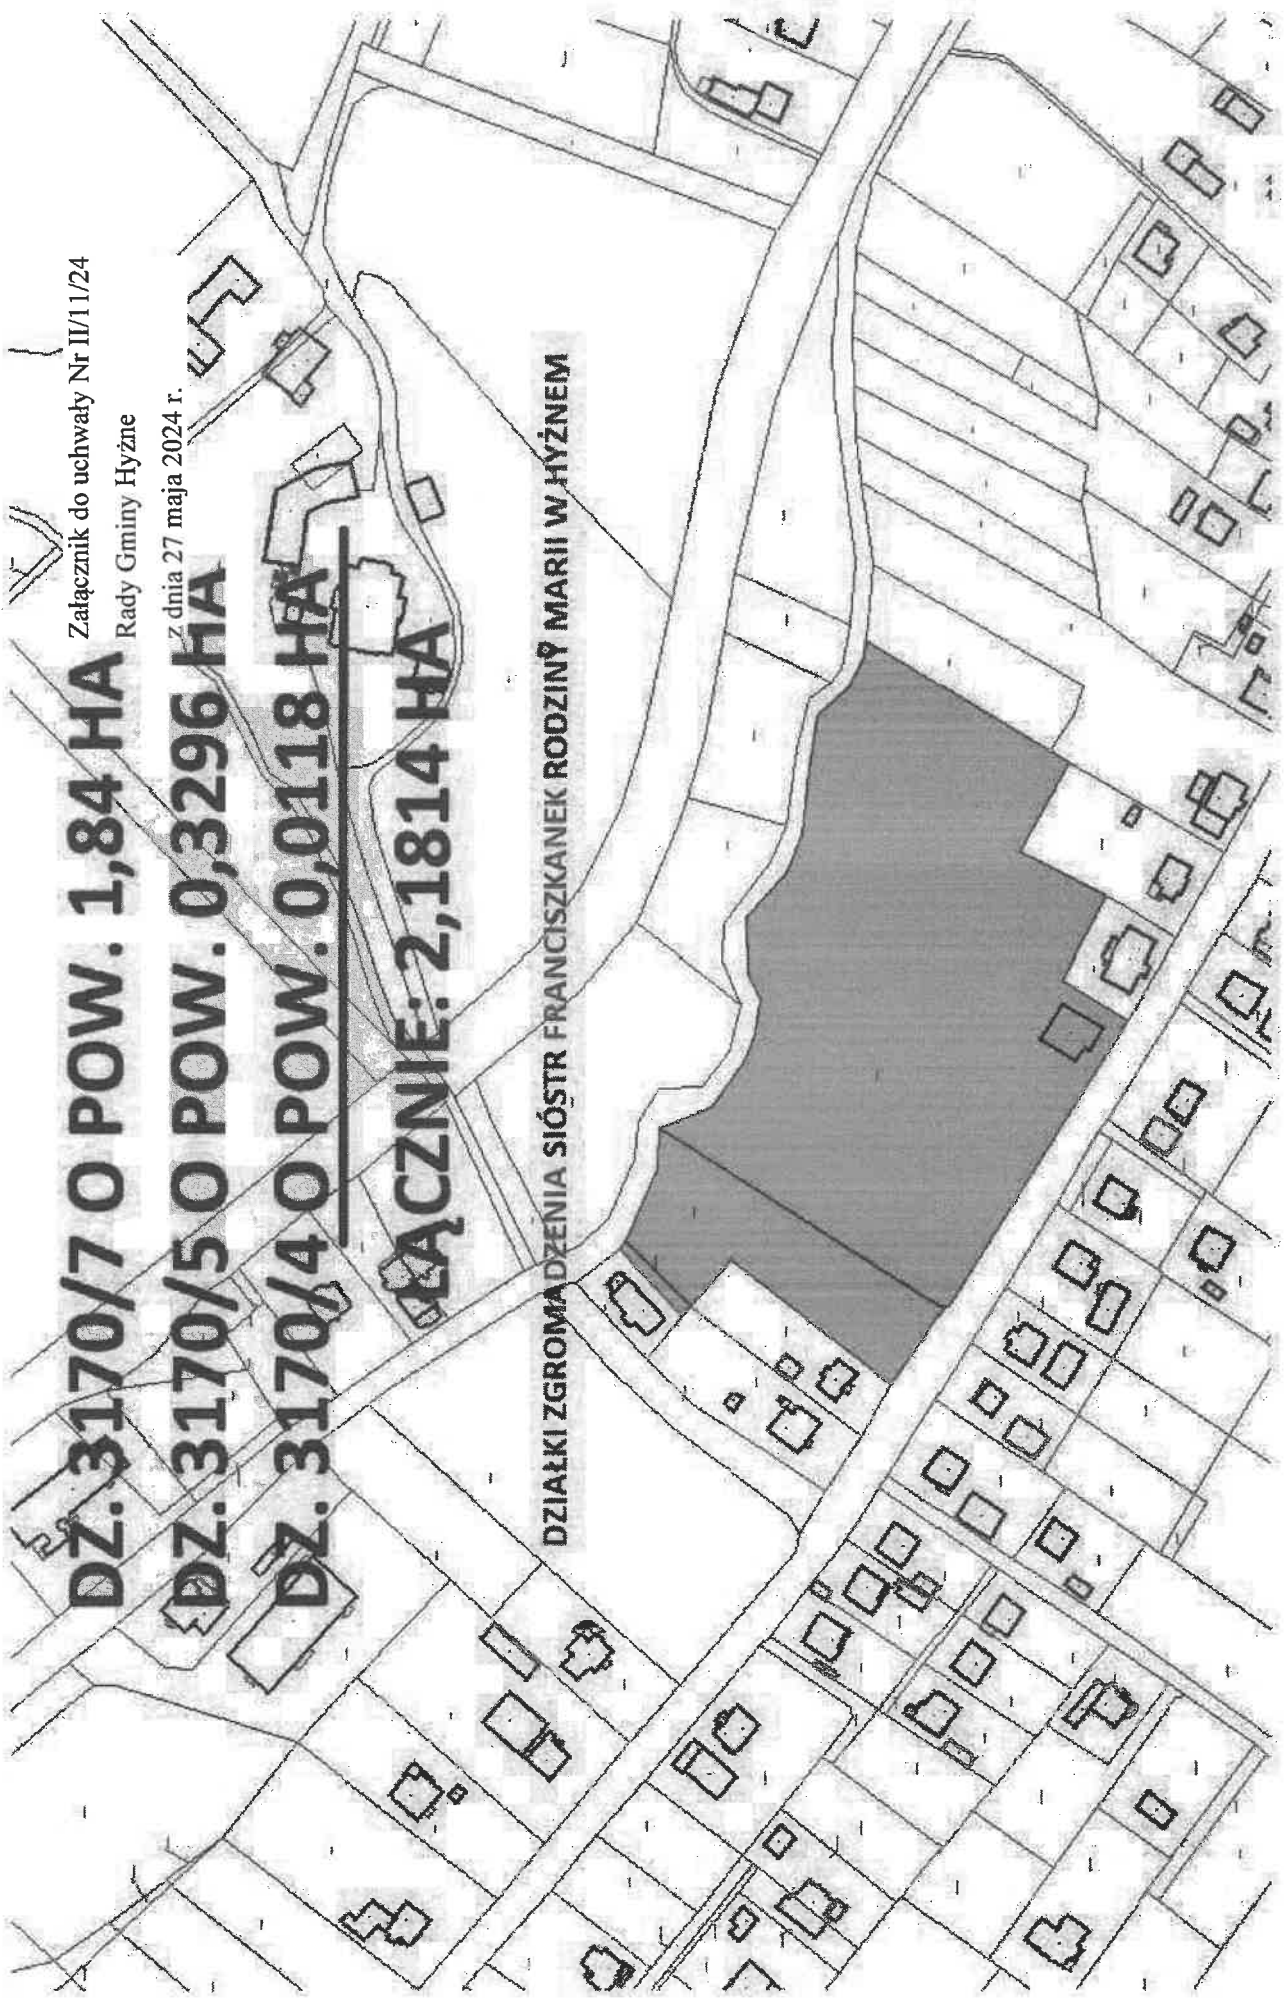 Załącznik do uchwały Nr II/11/24
Rady Gminy Hyżne
z dnia 27 maja 2024 r.
DZ. 3170/7 O POW. 1,84 HA
DZ. 3170/5 O POW. 0,3296 HA
DZ. 3170/4 O POW. 0,0118 HA
ŁĄCZNIE: 2,1814 HA
DZIAŁKI ZGROMADZENIA SIÓSTR FRANCISZKANEK RODZINY MARII W HYŻNEM